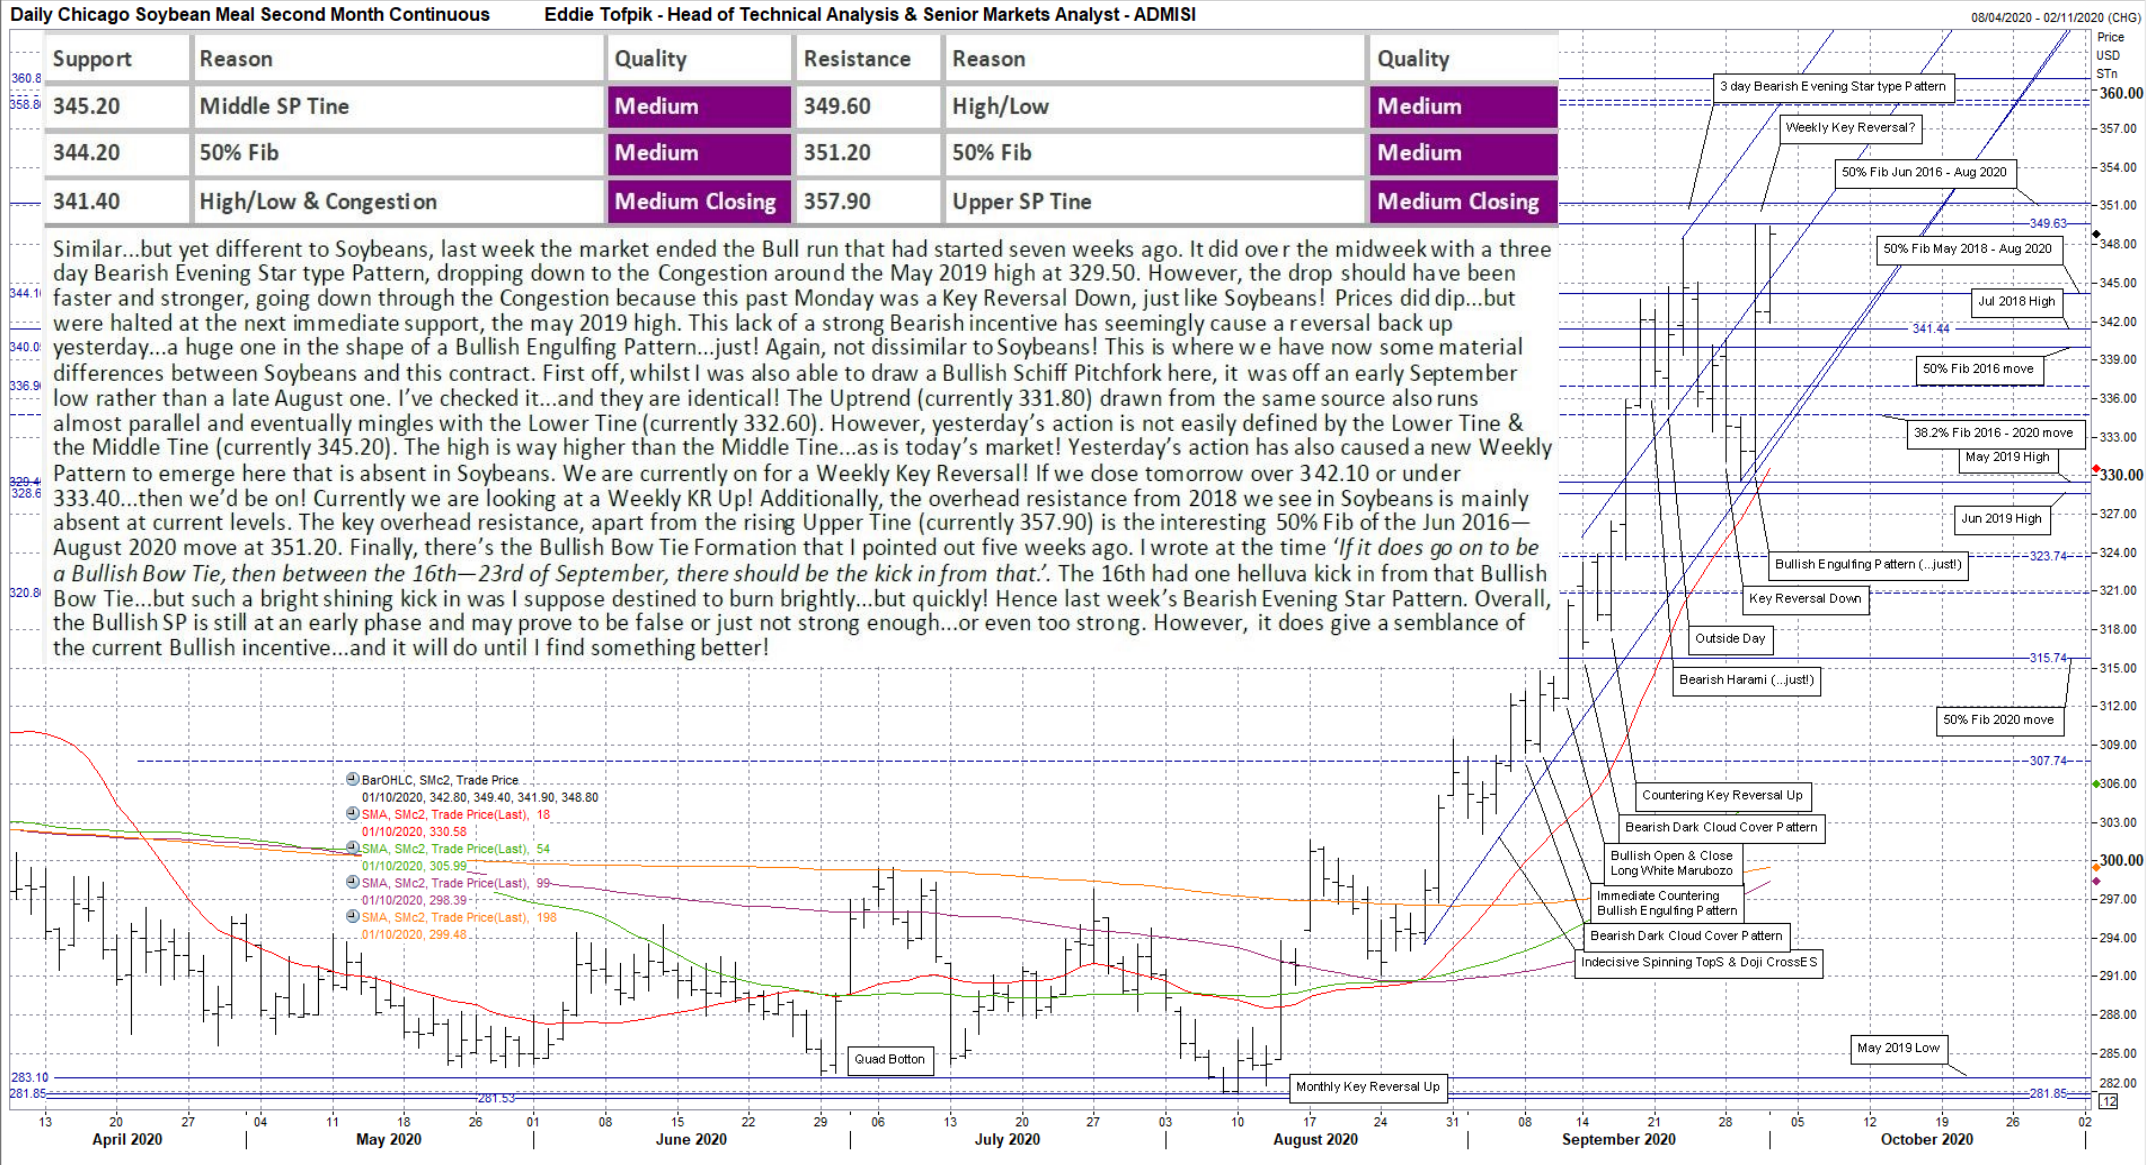 Daily Chicago Soybean Meal Second Month Continuous Eddie Tofpik - Head of Technical Analysis & Senior Markets Analyst - ADMISI
08/04/2020 - 02/11/2020 (CHG)
Support Reason Quality Resistance Reason Quality
345.20 Middle SP Tine Medium 349.60 High/Low Medium
344.20 50% Fib Medium 351.20 50% Fib Medium
341.40 High/Low & Congestion Medium Closing 357.90 Upper SP Tine Medium Closing
Similar...but yet different to Soybeans, last week the market ended the Bull run that had started seven weeks ago. It did over the midweek with a three
day Bearish Evening Star type Pattern, dropping down to the Congestion around the May 2019 high at 329.50. However, the drop should have been
faster and stronger, going down through the Congestion because this past Monday was a Key Reversal Down, just like Soybeans! Prices did dip...but
were halted at the next immediate support, the may 2019 high. This lack of a strong Bearish incentive has seemingly cause a reversal back up
yesterday...a huge one in the shape of a Bullish Engulfing Pattern...just! Again, not dissimilar to Soybeans! This is where we have now some material
differences between Soybeans and this contract. First off, whilst I was also able to draw a Bullish Schiff Pitchfork here, it was off an early September
low rather than a late August one. I've checked it...and they are identical! The Uptrend (currently 331.80) drawn from the same source also runs
almost parallel and eventually mingles with the Lower Tine (currently 332.60). However, yesterday's action is not easily defined by the Lower Tine &
the Middle Tine (currently 345.20). The high is way higher than the Middle Tine...as is today's market! Yesterday's action has also caused a new Weekly
Pattern to emerge here that is absent in Soybeans. We are currently on for a Weekly Key Reversal! If we close tomorrow over 342.10 or under
333.40...then we'd be on! Currently we are looking at a Weekly KR Up! Additionally, the overhead resistance from 2018 we see in Soybeans is mainly
absent at current levels. The key overhead resistance, apart from the rising Upper Tine (currently 357.90) is the interesting 50% Fib of the Jun 2016—
August 2020 move at 351.20. Finally, there's the Bullish Bow Tie Formation that I pointed out five weeks ago. I wrote at the time 'If it does go on to be
a Bullish Bow Tie, then between the 16th—23rd of September, there should be the kick in from that.'. The 16th had one helluva kick in from that Bullish
Bow Tie...but such a bright shining kick in was I suppose destined to burn brightly...but quickly! Hence last week's Bearish Evening Star Pattern. Overall,
the Bullish SP is still at an early phase and may prove to be false or just not strong enough...or even too strong. However, it does give a semblance of
the current Bullish incentive...and it will do until I find something better!
360.8
358.8
344.1
340.0
336.9
329.4
328.6
320.8
283.10
281.85
281.53
BarOHLC, SMc2, Trade Price
01/10/2020, 342.80, 349.40, 341.90, 348.80
SMA, SMc2, Trade Price(Last), 18
01/10/2020, 330.58
SMA, SMc2, Trade Price(Last), 54
01/10/2020, 305.99
SMA, SMc2, Trade Price(Last), 99
01/10/2020, 298.39
SMA, SMc2, Trade Price(Last), 198
01/10/2020, 299.48
Quad Botton
Monthly Key Reversal Up
3 day Bearish Evening Star type Pattern
Weekly Key Reversal?
50% Fib Jun 2016 - Aug 2020
349.63
50% Fib May 2018 - Aug 2020
Jul 2018 High
341.44
50% Fib 2016 move
38.2% Fib 2016 - 2020 move
May 2019 High
Jun 2019 High
323.74
Bullish Engulfing Pattern (...just!)
Key Reversal Down
Outside Day
315.74
Bearish Harami (...just!)
50% Fib 2020 move
307.74
Countering Key Reversal Up
Bearish Dark Cloud Cover Pattern
Bullish Open & Close
Long White Marubozo
Immediate Countering
Bullish Engulfing Pattern
Bearish Dark Cloud Cover Pattern
Indecisive Spinning TopS & Doji CrossES
May 2019 Low
281.85
Price
USD
STn
360.00
357.00
354.00
351.00
348.00
345.00
342.00
339.00
336.00
333.00
330.00
327.00
324.00
321.00
318.00
315.00
312.00
309.00
306.00
303.00
300.00
297.00
294.00
291.00
288.00
285.00
282.00
.12
13 20 27 04 11 18 26 01 08 15 22 29 06 13 20 27 03 10 17 24 31 08 14 21 28 05 12 19 26 02
April 2020 May 2020 June 2020 July 2020 August 2020 September 2020 October 2020